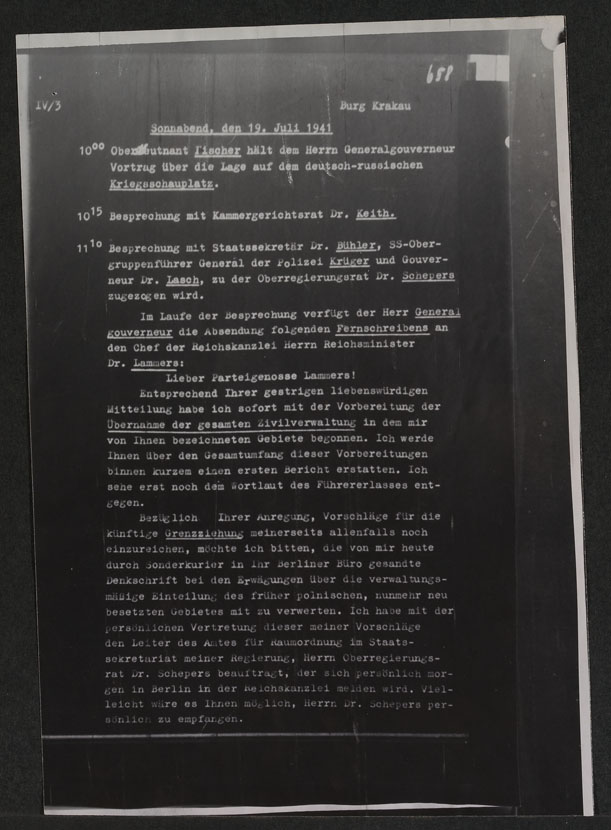 658
IV/3
Burg Krakau
Sonnabend, den 19. Juli 1941
10⁰⁰ Oberleutnant Tischer hält dem Herrn Generalgouverneur
Vortrag über die Lage auf dem deutsch-russischen
Kriegsschauplatz.
10¹⁵ Besprechung mit Kammergerichtsrat Dr. Keith.
11¹⁰ Besprechung mit Staatssekretär Dr. Bühler, SS-Ober-
gruppenführer General der Polizei Krüger und Gouver-
neur Dr. Lasch, zu der Oberregierungsrat Dr. Schepers
zugezogen wird.
Im Laufe der Besprechung verfügt der Herr General
gouverneur die Absendung folgenden Fernschreibens an
den Chef der Reichskanzlei Herrn Reichsminister
Dr. Lammers:
Lieber Parteigenosse Lammers!
Entsprechend Ihrer gestrigen liebenswürdigen
Mitteilung habe ich sofort mit der Vorbereitung der
Übernahme der gesamten Zivilverwaltung in dem mir
von Ihnen bezeichneten Gebiete begonnen. Ich werde
Ihnen über den Gesamtumfang dieser Vorbereitungen
binnen kurzem einen ersten Bericht erstatten. Ich
sehe erst noch dem Wortlaut des Führererlasses ent-
gegen.
Bezüglich Ihrer Anregung, Vorschläge für die
künftige Grenzziehung meinerseits allenfalls noch
einzureichen, möchte ich bitten, die von mir heute
durch Sonderkurier in Ihr Berliner Büro gesandte
Denkschrift bei den Erwägungen über die verwaltungs-
mäßige Einteilung des früher polnischen, nunmehr neu
besetzten Gebietes mit zu verwerten. Ich habe mit der
persönlichen Vertretung dieser meiner Vorschläge
den Leiter des Amtes für Raumordnung im Staats-
sekretariat meiner Regierung, Herrn Oberregierungs-
rat Dr. Schepers beauftragt, der sich persönlich mor-
gen in Berlin in der Reichskanzlei melden wird. Viel-
leicht wäre es Ihnen möglich, Herrn Dr. Schepers per-
sönlich zu empfangen.